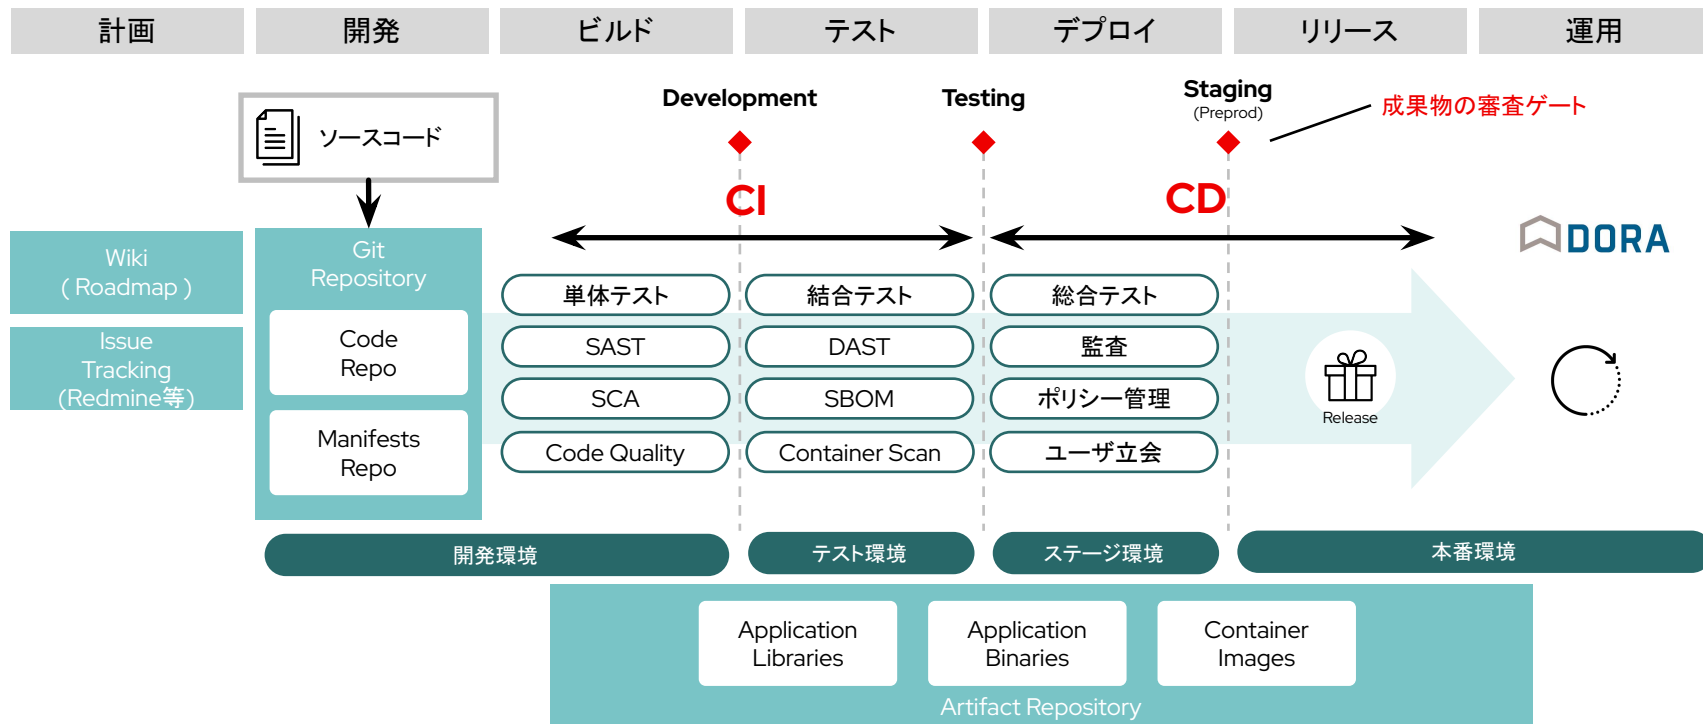 計画
開発
ビルド
テスト
デプロイ
リリース
運用
ソースコード
Development
Testing
Staging
(Preprod)
成果物の審査ゲート
CI
CD
DORA
Wiki
( Roadmap )
Issue
Tracking
(Redmine等)
Git
Repository
Code
Repo
Manifests
Repo
単体テスト
SAST
SCA
Code Quality
結合テスト
DAST
SBOM
Container Scan
総合テスト
監査
ポリシー管理
ユーザ立会
Release
開発環境
テスト環境
ステージ環境
本番環境
Application
Libraries
Application
Binaries
Container
Images
Artifact Repository